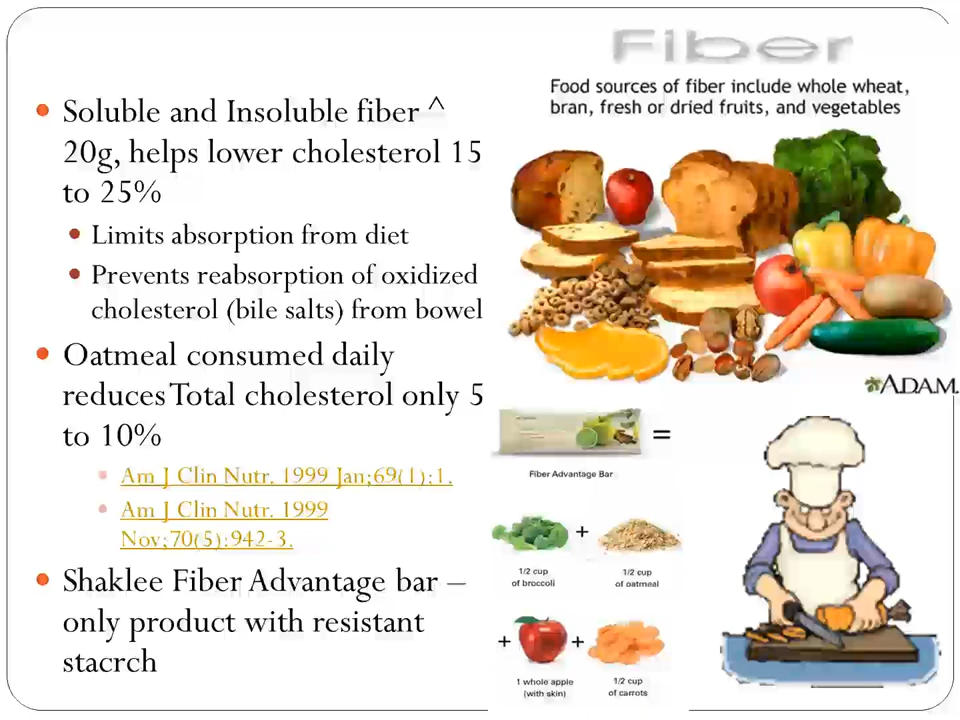 Fiber
Food sources of fiber include whole wheat,
bran, fresh or dried fruits, and vegetables
• Soluble and Insoluble fiber ^
20g, helps lower cholesterol 15
to 25%
• Limits absorption from diet
• Prevents reabsorption of oxidized
cholesterol (bile salts) from bowel
• Oatmeal consumed daily
reduces Total cholesterol only 5
to 10%
• Am J Clin Nutr. 1999 Jan;69(1):1.
• Am J Clin Nutr. 1999
Nov;70(5):942-3.
• Shaklee Fiber Advantage bar –
only product with resistant
stacrch
ADAM.
=
Fiber Advantage Bar
+
1/2 cup
of broccoli
1/2 cup
of oatmeal
+ +
1 whole apple
(with skin)
1/2 cup
of carrots